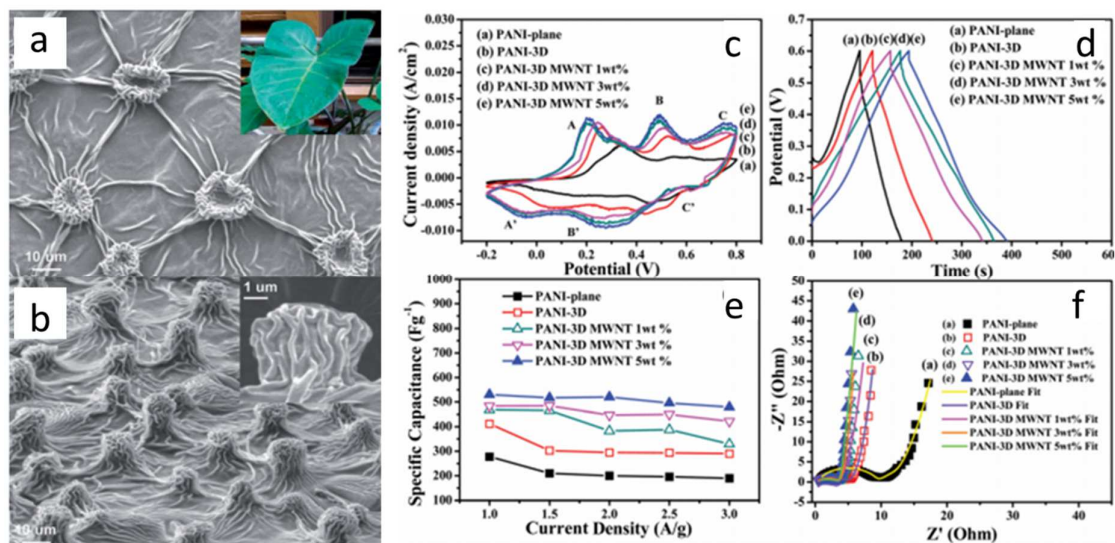 a
10 um
b
1 um
10 um
c
(a) PANI-plane
(b) PANI-3D
(c) PANI-3D MWNT 1wt%
(d) PANI-3D MWNT 3wt%
(e) PANI-3D MWNT 5wt%
A
B
C
(e)
(d)
(c)
(b)
(a)
A'
B'
C'
Current density (A/cm²)
0.020
0.015
0.010
0.005
0.000
-0.005
-0.010
-0.2 0.0 0.2 0.4 0.6 0.8
Potential (V)
d
(a) PANI-plane
(b) PANI-3D
(c) PANI-3D MWNT 1wt%
(d) PANI-3D MWNT 3wt %
(e) PANI-3D MWNT 5wt %
(a) (b) (c) (d) (e)
Potential (V)
0.8
0.7
0.6
0.5
0.4
0.3
0.2
0.1
0.0
0 100 200 300 400 500
Time (s)
e
PANI-plane
PANI-3D
PANI-3D MWNT 1wt %
PANI-3D MWNT 3wt %
PANI-3D MWNT 5wt %
Specific Capacitance (Fg⁻¹)
1000
900
800
700
600
500
400
300
200
100
1.0 1.5 2.0 2.5 3.0
Current Density (A/g)
f
(e)
(d)
(c)
(b)
(a)
(a) PANI-plane
(b) PANI-3D
(c) PANI-3D MWNT 1wt%
(d) PANI-3D MWNT 3wt%
(e) PANI-3D MWNT 5wt%
PANI-plane Fit
PANI-3D Fit
PANI-3D MWNT 1wt% Fit
PANI-3D MWNT 3wt% Fit
PANI-3D MWNT 5wt% Fit
-Z'' (Ohm)
50
45
40
35
30
25
20
15
10
5
0
-5
0 10 20 30 40
Z' (Ohm)